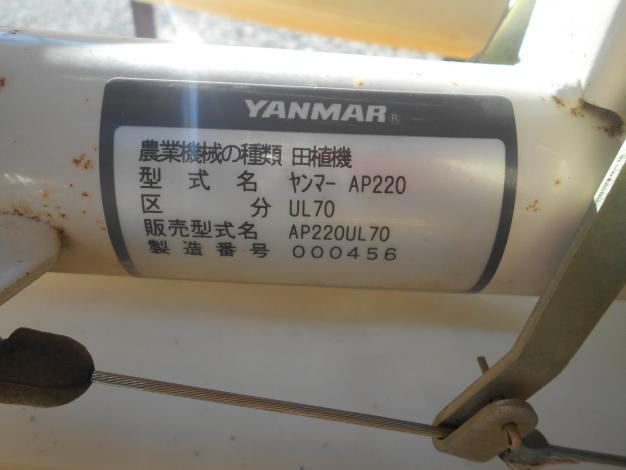 YANMAR®
農業機械の種類 田植機
型式名 ヤンマー AP220
区分 UL70
販売型式名 AP220UL70
製造番号 000456